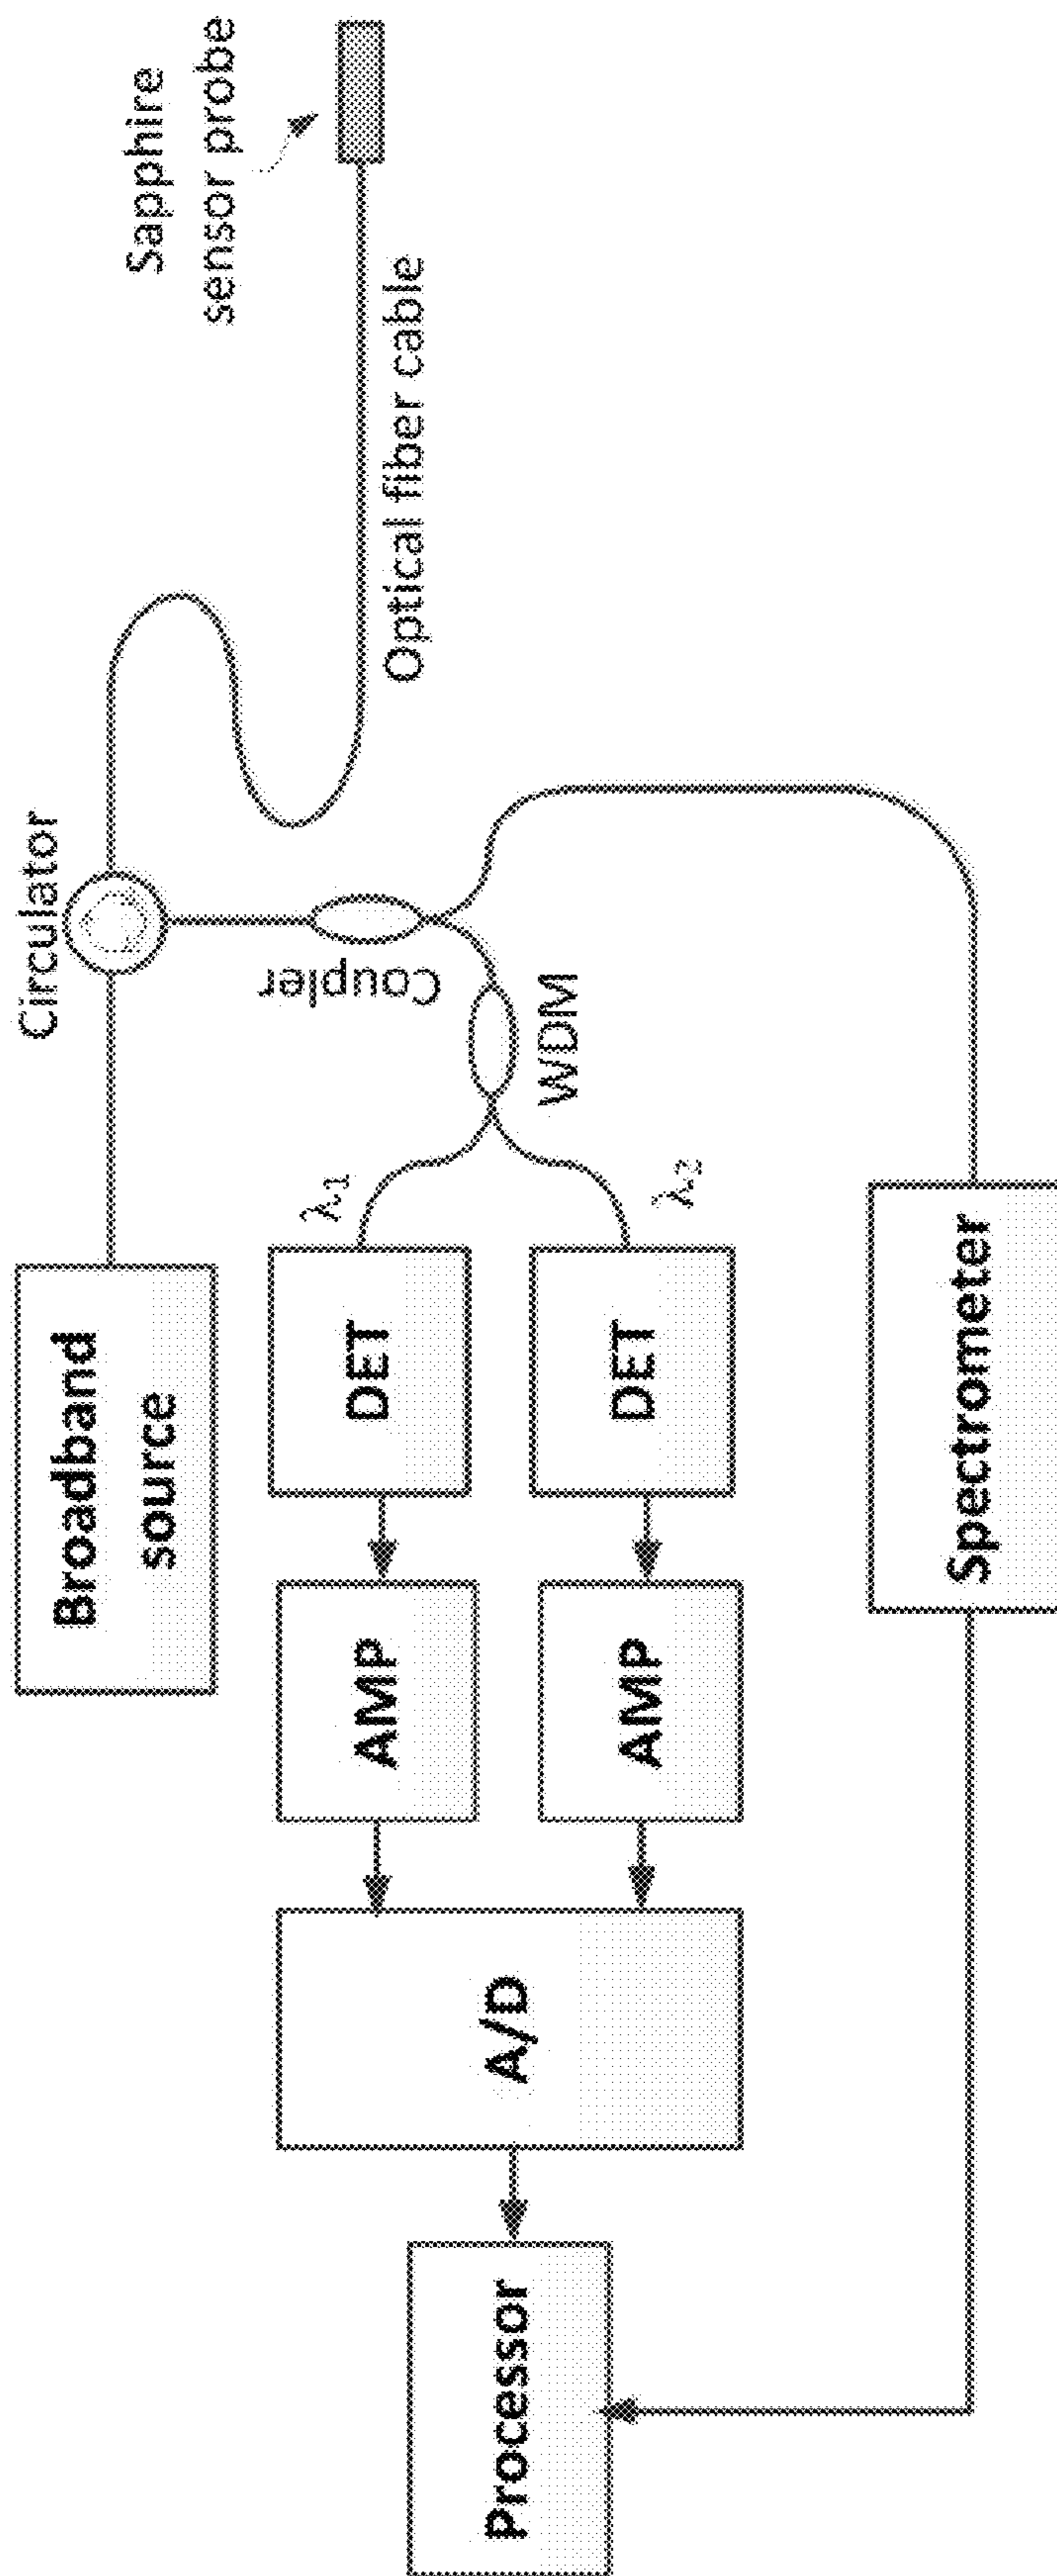 Sapphire
sensor probe
Optical fiber cable
Circulator
Coupler
WDM
λ1
λ2
Broadband
source
DET
DET
AMP
AMP
A/D
Processor
Spectrometer